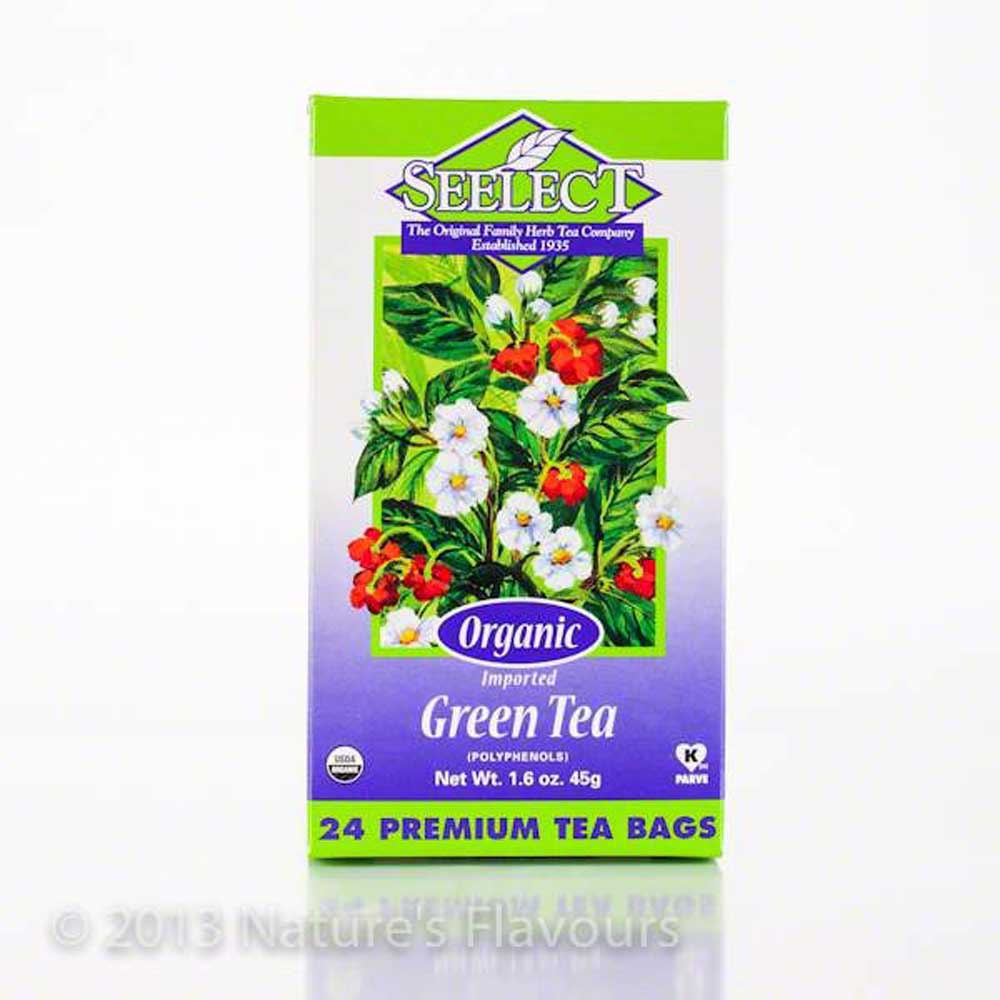 SEELECT
The Original Family Herb Tea Company
Established 1935
Organic
Imported
Green Tea
(POLYPHENOLS)
Net Wt. 1.6 oz. 45g
USDA
ORGANIC
K
PARVE
24 PREMIUM TEA BAGS
© 2013 Nature's Flavours